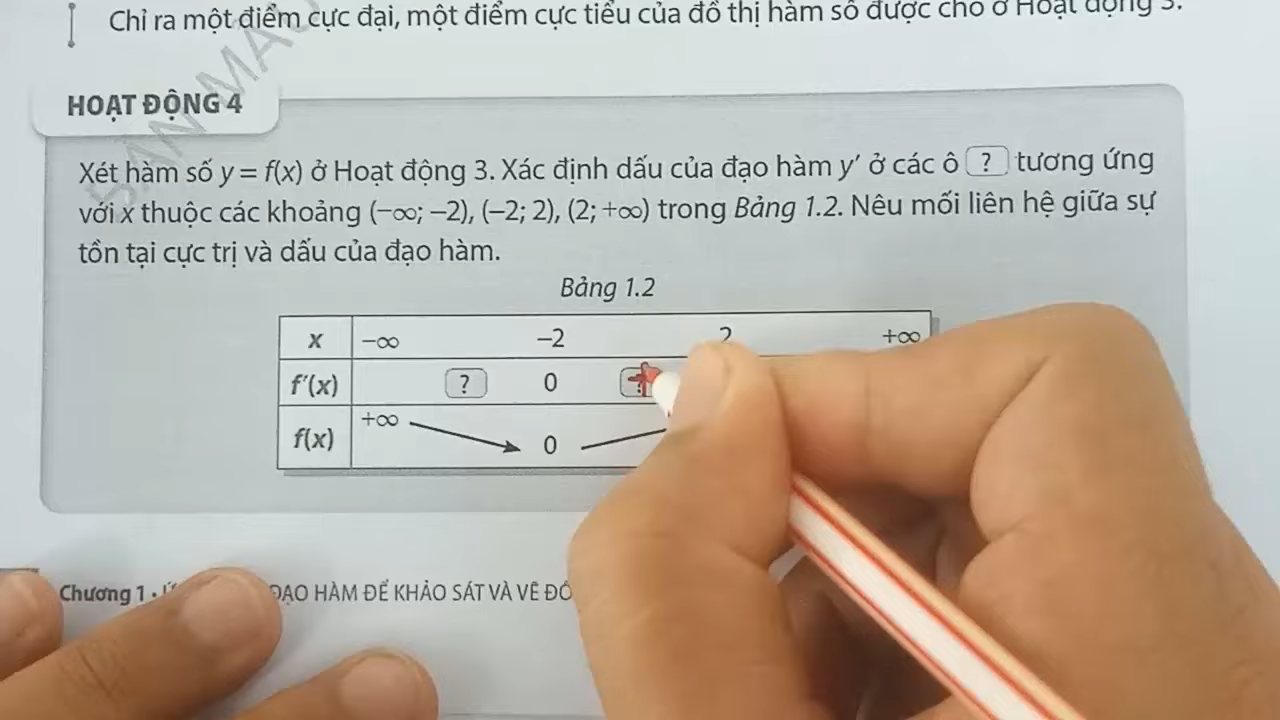 Chỉ ra một điểm cực đại, một điểm cực tiểu của đồ thị hàm số được cho ở Hoạt động 3.
BẢN MẪU
HOẠT ĐỘNG 4
Xét hàm số y = f(x) ở Hoạt động 3. Xác định dấu của đạo hàm y′ ở các ô ? tương ứng
với x thuộc các khoảng (–∞; –2), (–2; 2), (2; +∞) trong Bảng 1.2. Nêu mối liên hệ giữa sự
tồn tại cực trị và dấu của đạo hàm.
Bảng 1.2
x –∞ –2 2 +∞
f′(x) ? 0 +
+∞
f(x) 0
Chương 1 • ĐẠO HÀM ĐỂ KHẢO SÁT VÀ VẼ ĐỒ